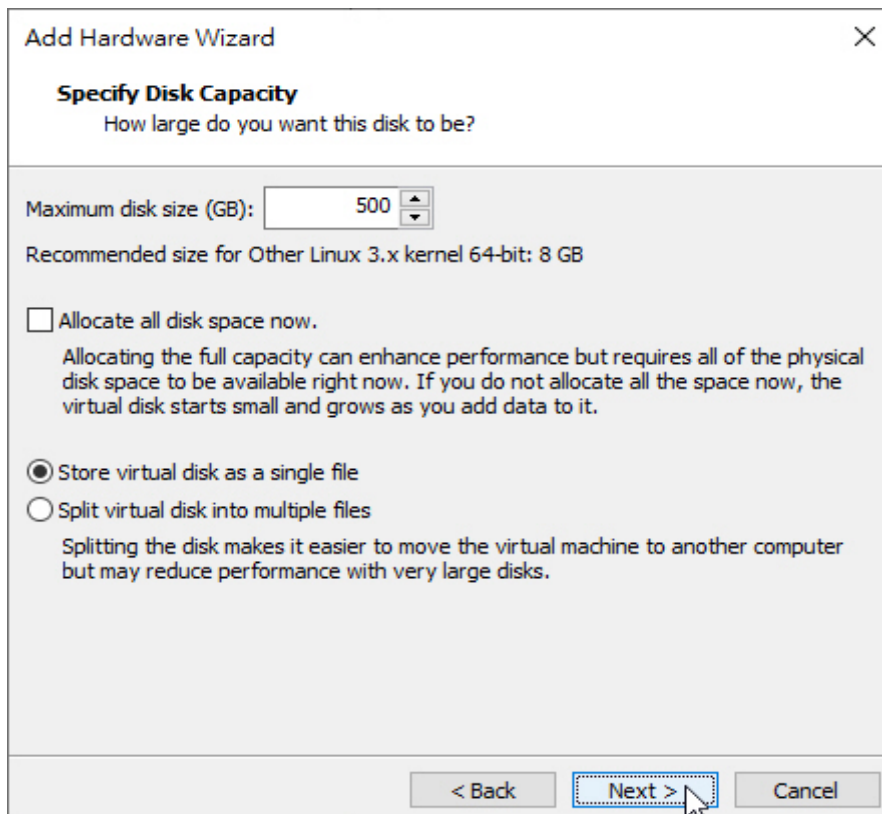 Add Hardware Wizard
Specify Disk Capacity
How large do you want this disk to be?
Maximum disk size (GB): 500
Recommended size for Other Linux 3.x kernel 64-bit: 8 GB
Allocate all disk space now.
Allocating the full capacity can enhance performance but requires all of the physical
disk space to be available right now. If you do not allocate all the space now, the
virtual disk starts small and grows as you add data to it.
Store virtual disk as a single file
Split virtual disk into multiple files
Splitting the disk makes it easier to move the virtual machine to another computer
but may reduce performance with very large disks.
< Back Next > Cancel